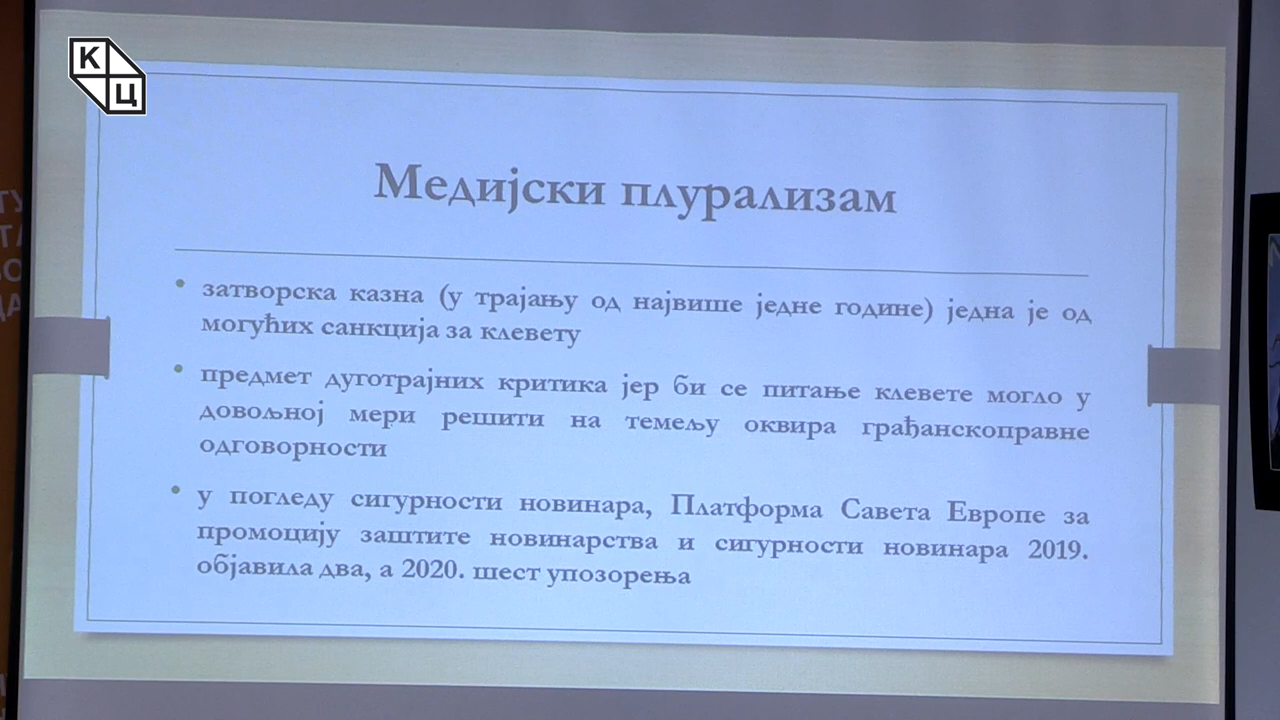 К
Ц
Медијски плурализам
• затворска казна (у трајању од највише једне године) једна је од
могућих санкција за клевету
• предмет дуготрајних критика јер би се питање клевете могло у
довољној мери решити на темељу оквира грађанскоправне
одговорности
• у погледу сигурности новинара, Платформа Савета Европе за
промоцију заштите новинарства и сигурности новинара 2019.
објавила два, а 2020. шест упозорења